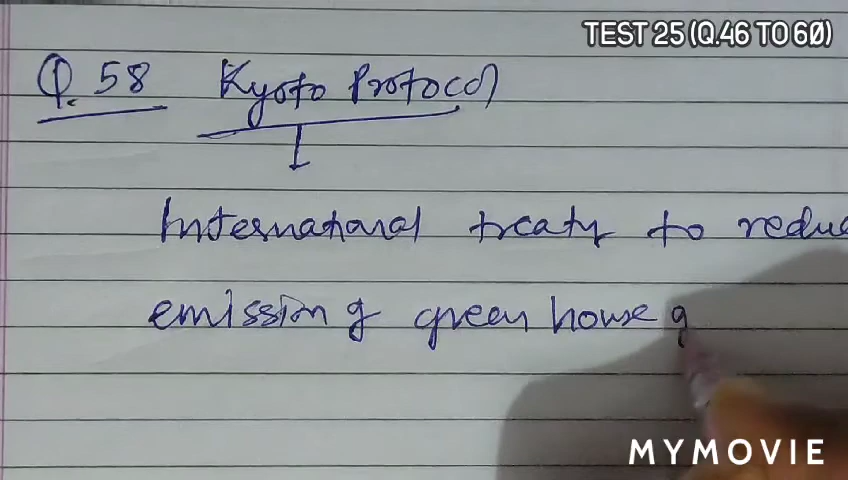 TEST 25 (Q.46 TO 60)
Q. 58 Kyoto Protocol
International treaty to reduce
emission of green house g
MYMOVIE